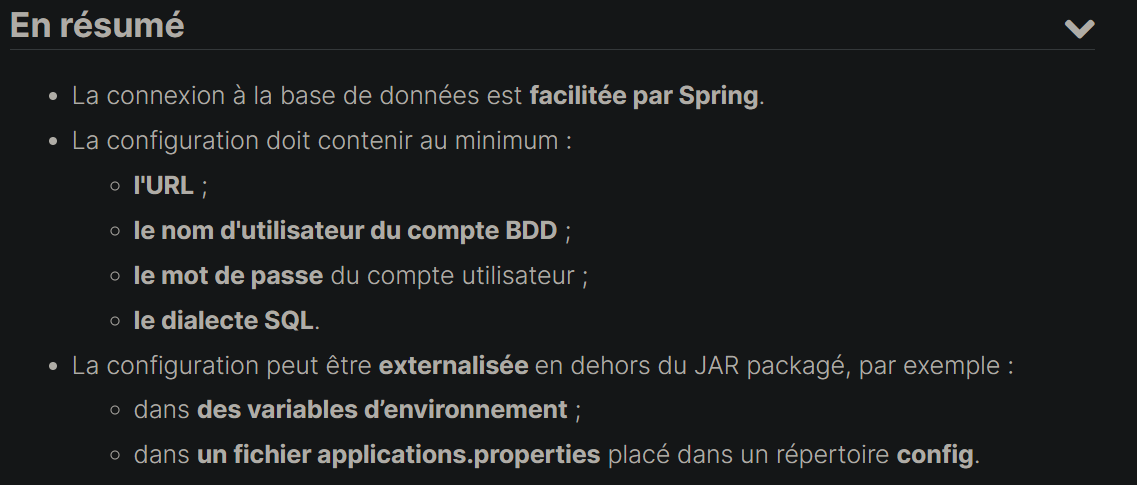 En résumé
La connexion à la base de données est facilitée par Spring.
La configuration doit contenir au minimum :
l'URL ;
le nom d'utilisateur du compte BDD ;
le mot de passe du compte utilisateur ;
le dialecte SQL.
La configuration peut être externalisée en dehors du JAR packagé, par exemple :
dans des variables d’environnement ;
dans un fichier applications.properties placé dans un répertoire config.